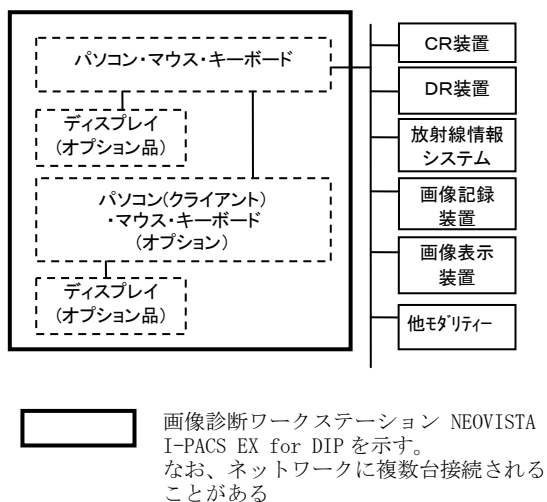 パソコン・マウス・キーボード
ディスプレイ
(オプション品)
パソコン(クライアント)
・マウス・キーボード
(オプション)
ディスプレイ
(オプション品)
CR装置
DR装置
放射線情報
システム
画像記録
装置
画像表示
装置
他モダリティー
画像診断ワークステーション NEOVISTA
I-PACS EX for DIP を示す。
なお、ネットワークに複数台接続される
ことがある